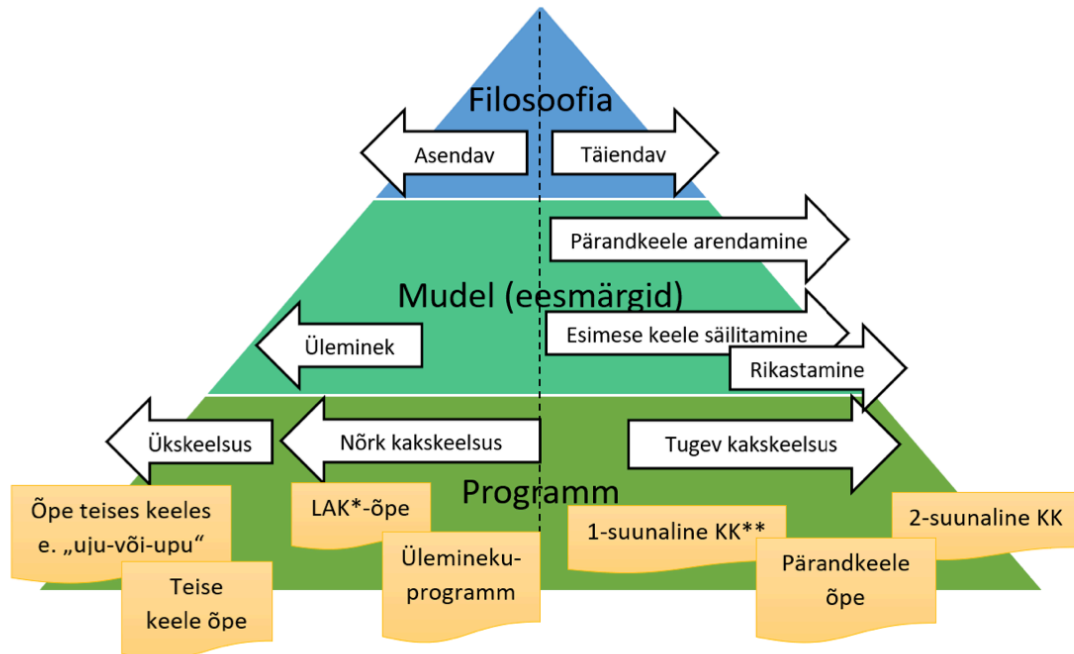 Filosoofia
Asendav
Täiendav
Pärandkeele arendamine
Mudel (eesmärgid)
Esimese keele säilitamine
Üleminek
Rikastamine
Ükskeelsus
Nõrk kakskeelsus
Tugev kakskeelsus
Programm
Õpe teises keeles
e. „uju-või-upu“
LAK*-õpe
1-suunaline KK**
2-suunaline KK
Teise
keele õpe
Ülemineku-
programm
Pärandkeele
õpe